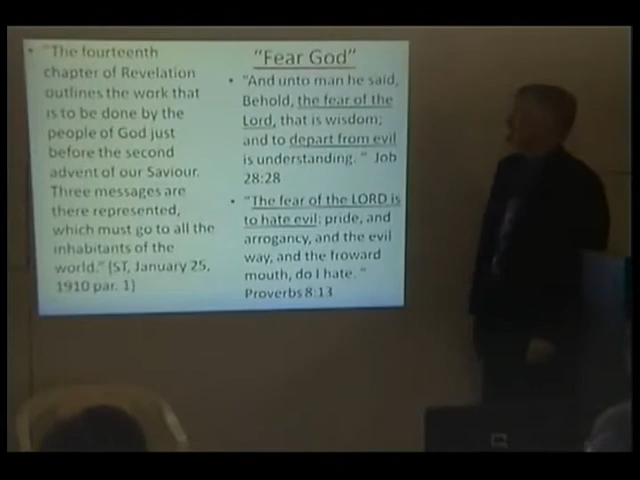 • "The fourteenth
chapter of Revelation
outlines the work that
is to be done by the
people of God just
before the second
advent of our Saviour.
Three messages are
there represented,
which must go to all the
inhabitants of the
world." {ST, January 25,
1910 par. 1}
"Fear God"
• "And unto man he said,
Behold, the fear of the
Lord, that is wisdom;
and to depart from evil
is understanding. " Job
28:28
• "The fear of the LORD is
to hate evil: pride, and
arrogancy, and the evil
way, and the froward
mouth, do I hate. "
Proverbs 8:13